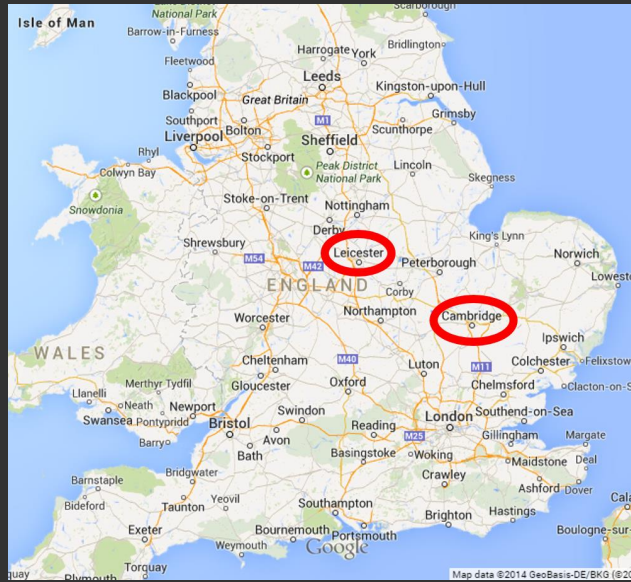 Scarborough
National Park
Isle of Man
Barrow-in-Furness
Bridlington
Harrogate York
Fleetwood
Leeds
Blackpool
Kingston-upon-Hull
Great Britain
Grimsby
Southport
M1
Scunthorpe
Bolton
Liverpool
Sheffield
Stockport
Rhyl
Peak District
National Park
Lincoln
Colwyn Bay
Skegness
Snowdonia
Stoke-on-Trent
Nottingham
Derby
King's Lynn
Shrewsbury
Leicester
Norwich
M54
M42
Peterborough
Lowest
ENGLAND
Corby
Worcester
Northampton
Cambridge
Ipswich
WALES
Cheltenham
M40
Luton
M11
Colchester
Felixstow
Merthyr Tydfil
Gloucester
Oxford
Chelmsford
Clacton-on-S
Llanelli
Neath
Newport
Swindon
London
Southend-on-Sea
Swansea
Pontypridd
Bristol
Reading
M25
Gillingham
Margate
Barry
Avon
Bath
Basingstoke
Woking
Maidstone
Deal
Bridgwater
Crawley
Barnstaple
Ashford
Dover
Taunton
Yeovil
Southampton
Cala
Bideford
Brighton
Hastings
Exeter
Bournemouth
Portsmouth
Boulogne-sur
Weymouth
Google
Torquay
quay
Plymouth
Map data ©2014 GeoBasis-DE/BKG (©20